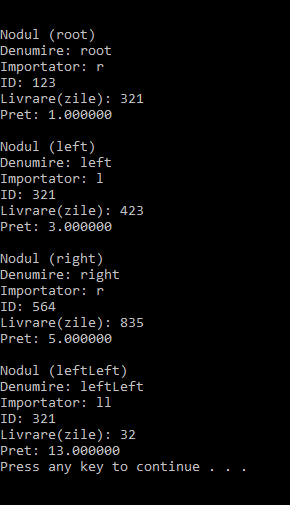 Nodul (root)
Denumire: root
Importator: r
ID: 123
Livrare(zile): 321
Pret: 1.000000
Nodul (left)
Denumire: left
Importator: l
ID: 321
Livrare(zile): 423
Pret: 3.000000
Nodul (right)
Denumire: right
Importator: r
ID: 564
Livrare(zile): 835
Pret: 5.000000
Nodul (leftLeft)
Denumire: leftLeft
Importator: ll
ID: 321
Livrare(zile): 32
Pret: 13.000000
Press any key to continue . . .